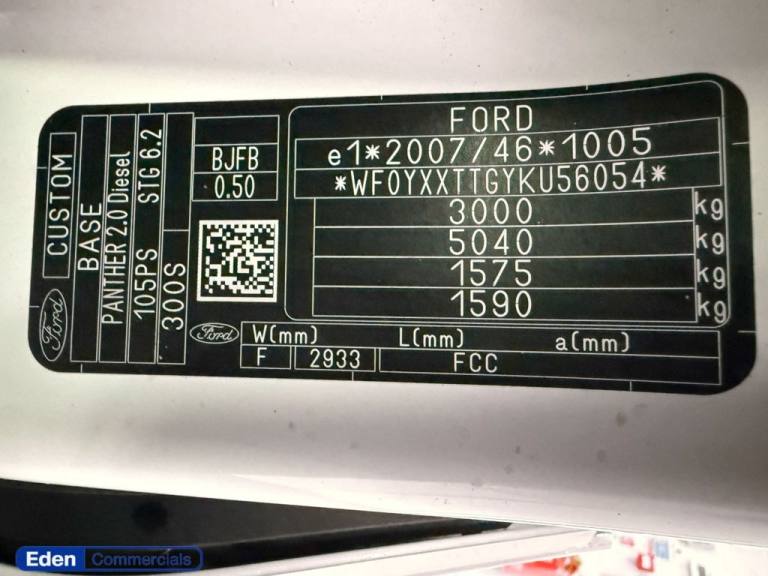 Ford
CUSTOM
BASE
PANTHER 2.0 Diesel
105PS STG 6.2
300S
BJFB
0.50
FORD
e1*2007/46*1005
*WF0YXXTTGYKU56054*
3000 kg
5040 kg
1575 kg
1590 kg
Ford
W(mm) L(mm) a(mm)
F 2933 FCC
Eden Commercials